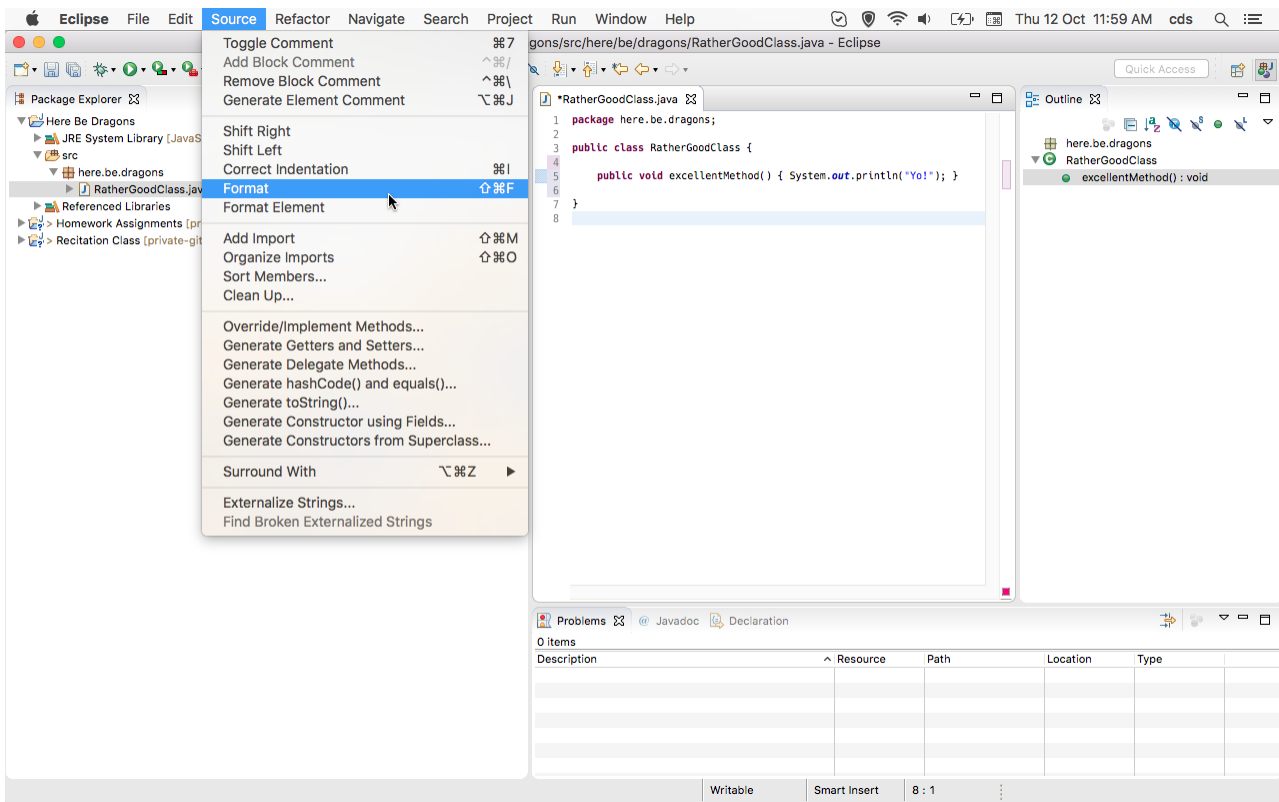 Eclipse File Edit Source Refactor Navigate Search Project Run Window Help Thu 12 Oct 11:59 AM cds
gons/src/here/be/dragons/RatherGoodClass.java - Eclipse
Quick Access
Toggle Comment ⌘7
Add Block Comment ^⌘/
Remove Block Comment ^⌘\
Generate Element Comment ⌥⌘J
Shift Right
Shift Left
Correct Indentation ⌘I
Format ⇧⌘F
Format Element
Add Import ⇧⌘M
Organize Imports ⇧⌘O
Sort Members...
Clean Up...
Override/Implement Methods...
Generate Getters and Setters...
Generate Delegate Methods...
Generate hashCode() and equals()...
Generate toString()...
Generate Constructor using Fields...
Generate Constructors from Superclass...
Surround With ⌥⌘Z
Externalize Strings...
Find Broken Externalized Strings
Package Explorer
Here Be Dragons
JRE System Library [JavaS
src
here.be.dragons
RatherGoodClass.jav
Referenced Libraries
> Homework Assignments [pr
> Recitation Class [private-git
*RatherGoodClass.java
1 package here.be.dragons;
2
3 public class RatherGoodClass {
4
5 public void excellentMethod() { System.out.println("Yo!"); }
6
7 }
8
Outline
here.be.dragons
RatherGoodClass
excellentMethod() : void
Problems @ Javadoc Declaration
0 items
Description Resource Path Location Type
Writable Smart Insert 8 : 1